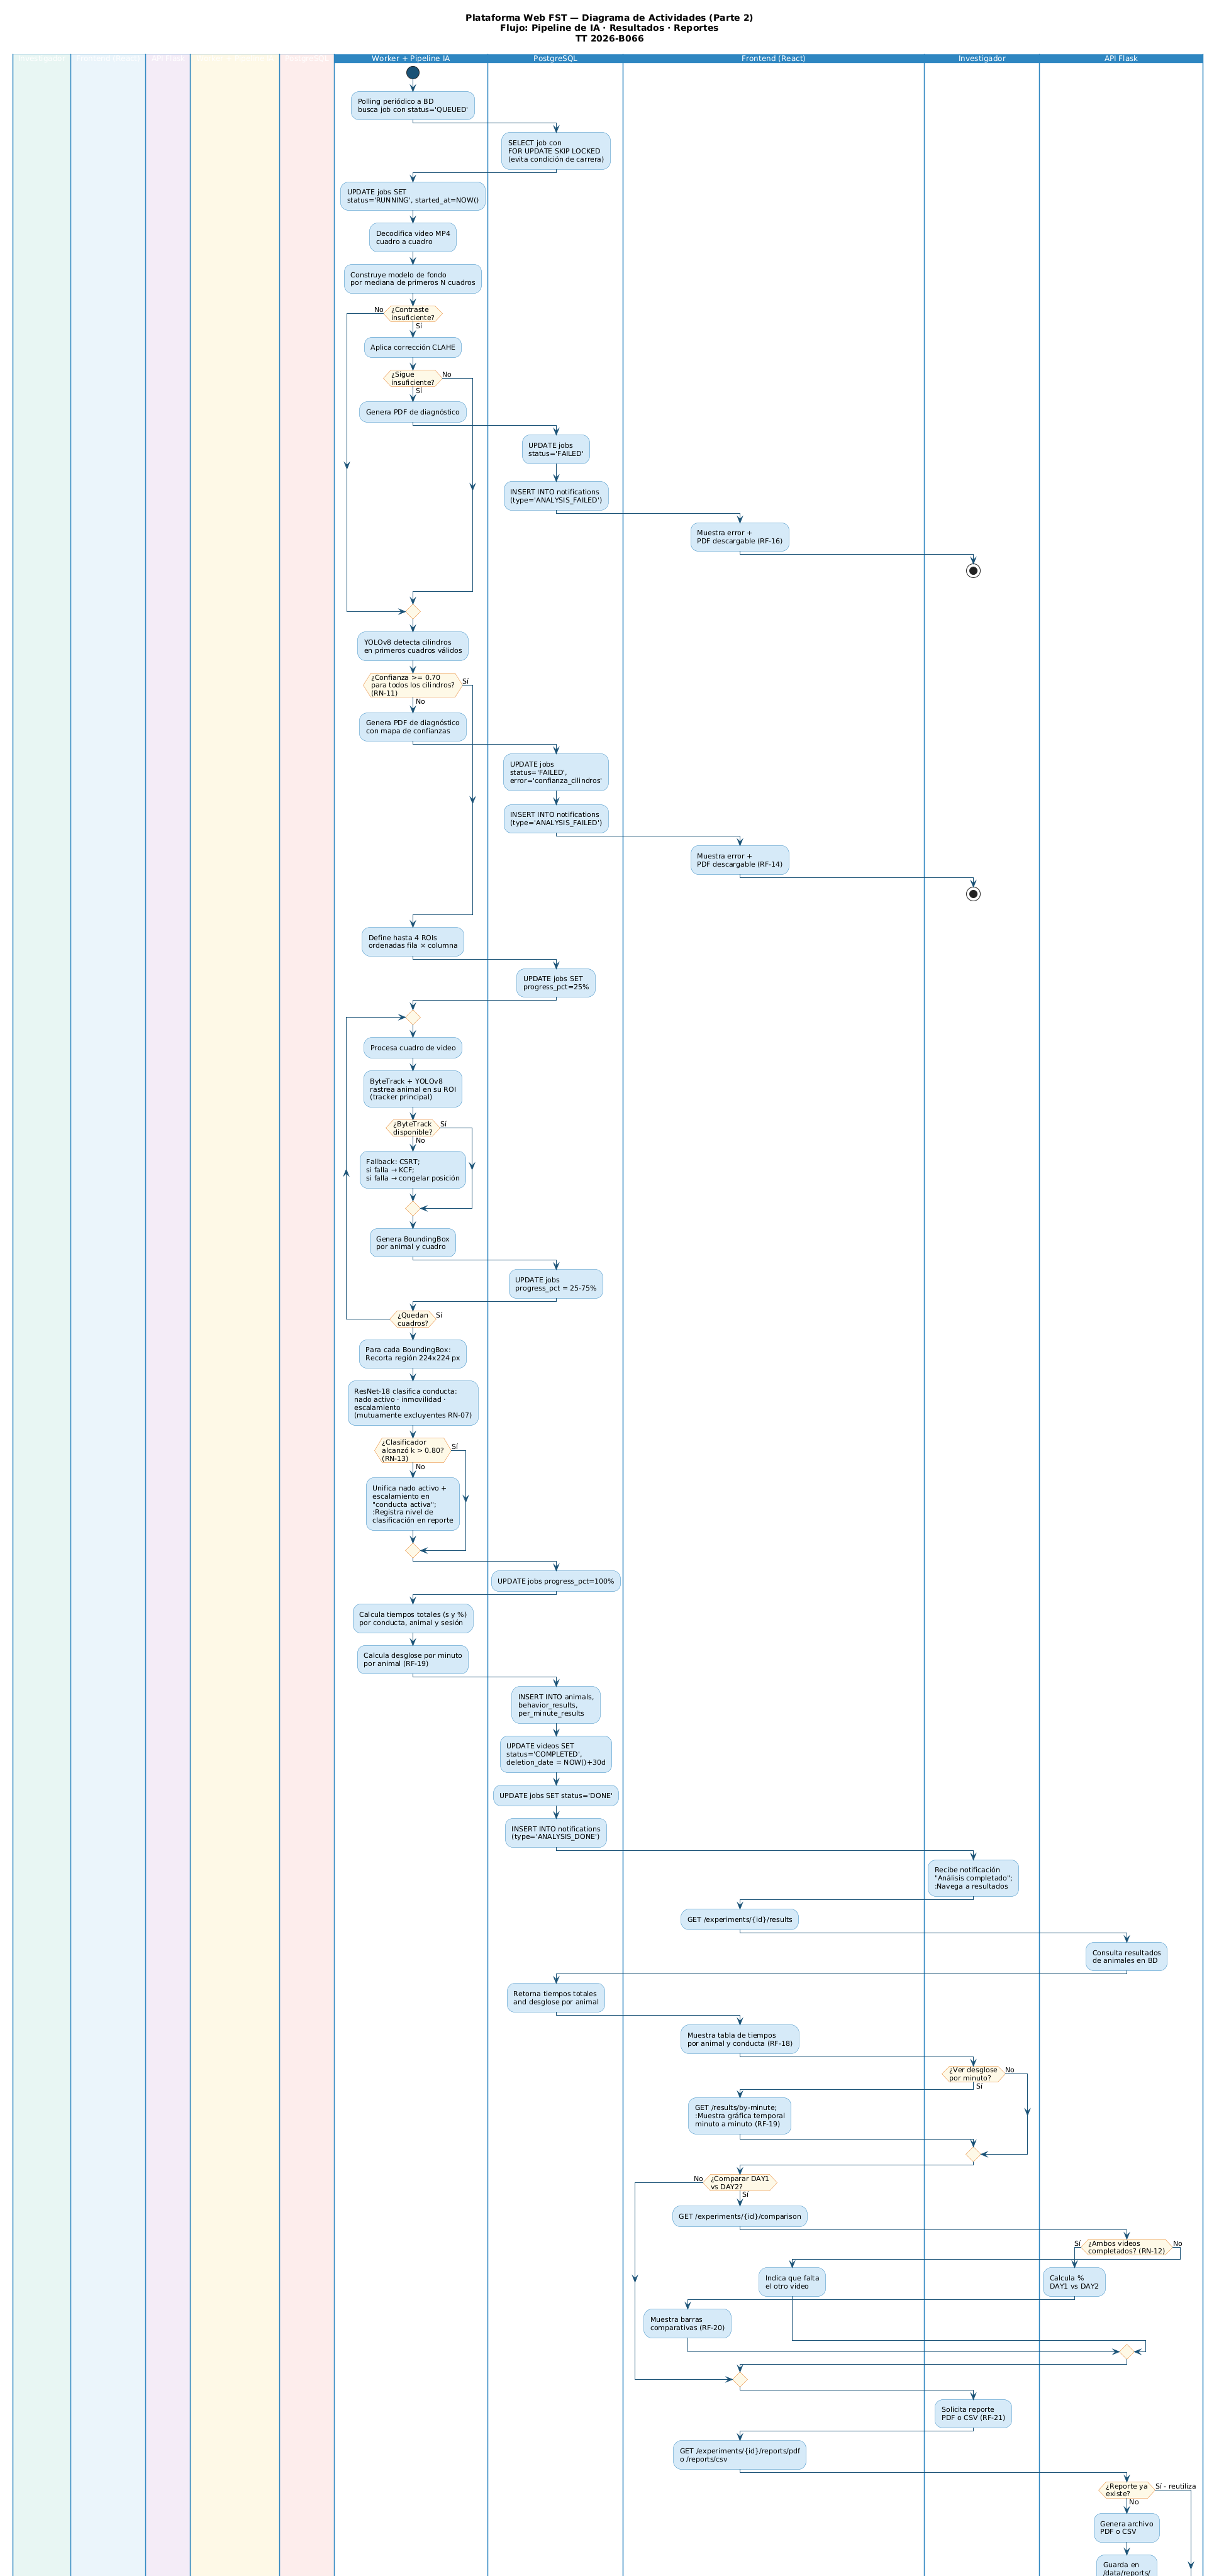 Plataforma Web FST — Diagrama de Actividades (Parte 2)
Flujo: Pipeline de IA · Resultados · Reportes
TT 2026-B066
Worker + Pipeline IA
PostgreSQL
Frontend (React)
Investigador
API Flask
Polling periódico a BD
busca job con status='QUEUED'
SELECT job con
FOR UPDATE SKIP LOCKED
(evita condición de carrera)
UPDATE jobs SET
status='RUNNING', started_at=NOW()
Decodifica video MP4
cuadro a cuadro
Construye modelo de fondo
por mediana de primeros N cuadros
No
¿Contraste
insuficiente?
Sí
Aplica corrección CLAHE
¿Sigue
insuficiente?
No
Sí
Genera PDF de diagnóstico
UPDATE jobs
status='FAILED'
INSERT INTO notifications
(type='ANALYSIS_FAILED')
Muestra error +
PDF descargable (RF-16)
YOLOv8 detecta cilindros
en primeros cuadros válidos
¿Confianza >= 0.70
para todos los cilindros?
(RN-11)
Sí
No
Genera PDF de diagnóstico
con mapa de confianzas
UPDATE jobs
status='FAILED',
error='confianza_cilindros'
INSERT INTO notifications
(type='ANALYSIS_FAILED')
Muestra error +
PDF descargable (RF-14)
Define hasta 4 ROIs
ordenadas fila × columna
UPDATE jobs SET
progress_pct=25%
Procesa cuadro de video
ByteTrack + YOLOv8
rastrea animal en su ROI
(tracker principal)
¿ByteTrack
disponible?
Sí
No
Fallback: CSRT;
si falla → KCF;
si falla → congelar posición
Genera BoundingBox
por animal y cuadro
UPDATE jobs
progress_pct = 25-75%
¿Quedan
cuadros?
Sí
Para cada BoundingBox:
Recorta región 224x224 px
ResNet-18 clasifica conducta:
nado activo · inmovilidad ·
escalamiento
(mutuamente excluyentes RN-07)
¿Clasificador
alcanzó k > 0.80?
(RN-13)
Sí
No
Unifica nado activo +
escalamiento en
"conducta activa";
:Registra nivel de
clasificación en reporte
UPDATE jobs progress_pct=100%
Calcula tiempos totales (s y %)
por conducta, animal y sesión
Calcula desglose por minuto
por animal (RF-19)
INSERT INTO animals,
behavior_results,
per_minute_results
UPDATE videos SET
status='COMPLETED',
deletion_date = NOW()+30d
UPDATE jobs SET status='DONE'
INSERT INTO notifications
(type='ANALYSIS_DONE')
Recibe notificación
"Análisis completado";
:Navega a resultados
GET /experiments/{id}/results
Consulta resultados
de animales en BD
Retorna tiempos totales
and desglose por animal
Muestra tabla de tiempos
por animal y conducta (RF-18)
¿Ver desglose
por minuto?
No
Sí
GET /results/by-minute;
:Muestra gráfica temporal
minuto a minuto (RF-19)
No
¿Comparar DAY1
vs DAY2?
Sí
GET /experiments/{id}/comparison
Sí
¿Ambos videos
completados? (RN-12)
No
Indica que falta
el otro video
Calcula %
DAY1 vs DAY2
Muestra barras
comparativas (RF-20)
Solicita reporte
PDF o CSV (RF-21)
GET /experiments/{id}/reports/pdf
o /reports/csv
¿Reporte ya
existe?
Sí - reutiliza
No
Genera archivo
PDF o CSV
Guarda en
/data/reports/